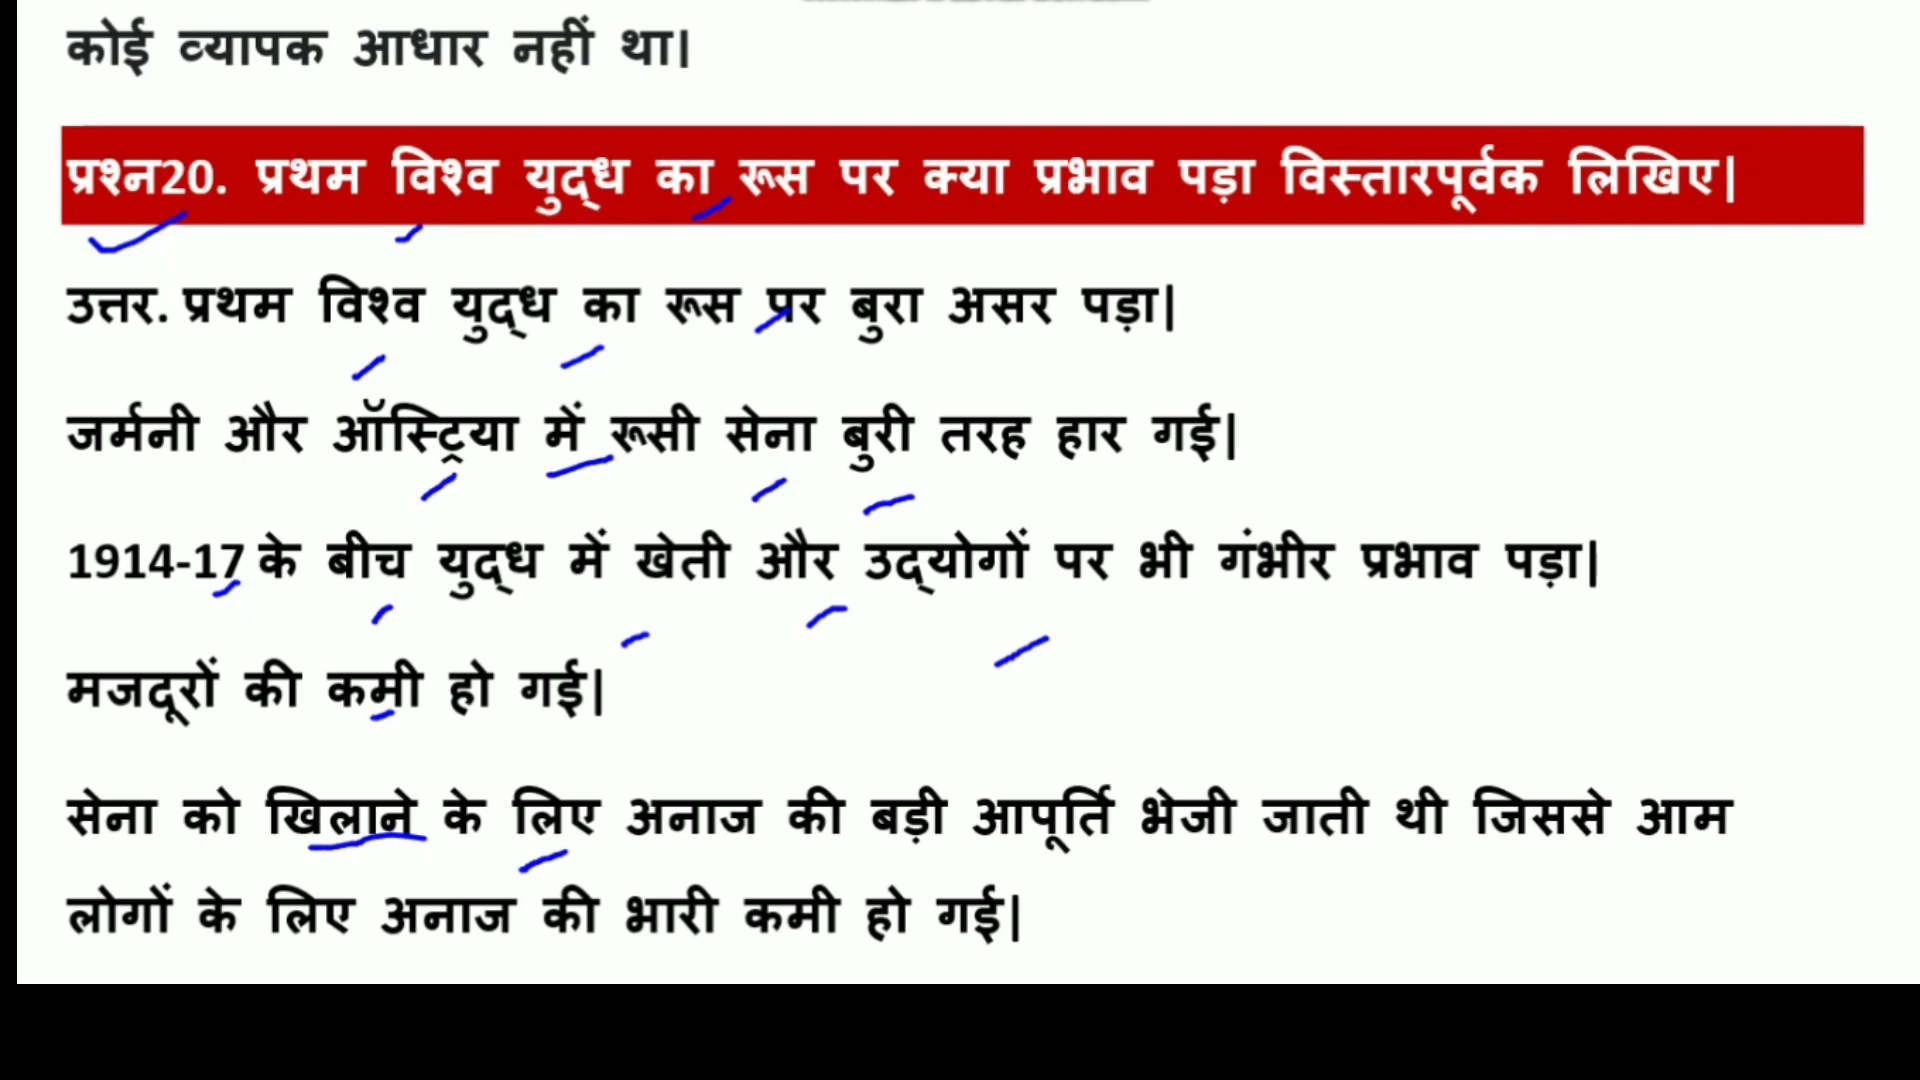 कोई व्यापक आधार नहीं था|
प्रश्न20. प्रथम विश्व युद्ध का रूस पर क्या प्रभाव पड़ा विस्तारपूर्वक लिखिए|
उत्तर. प्रथम विश्व युद्ध का रूस पर बुरा असर पड़ा|
जर्मनी और ऑस्ट्रिया में रूसी सेना बुरी तरह हार गई|
1914-17 के बीच युद्ध में खेती और उद्योगों पर भी गंभीर प्रभाव पड़ा|
मजदूरों की कमी हो गई|
सेना को खिलाने के लिए अनाज की बड़ी आपूर्ति भेजी जाती थी जिससे आम
लोगों के लिए अनाज की भारी कमी हो गई|